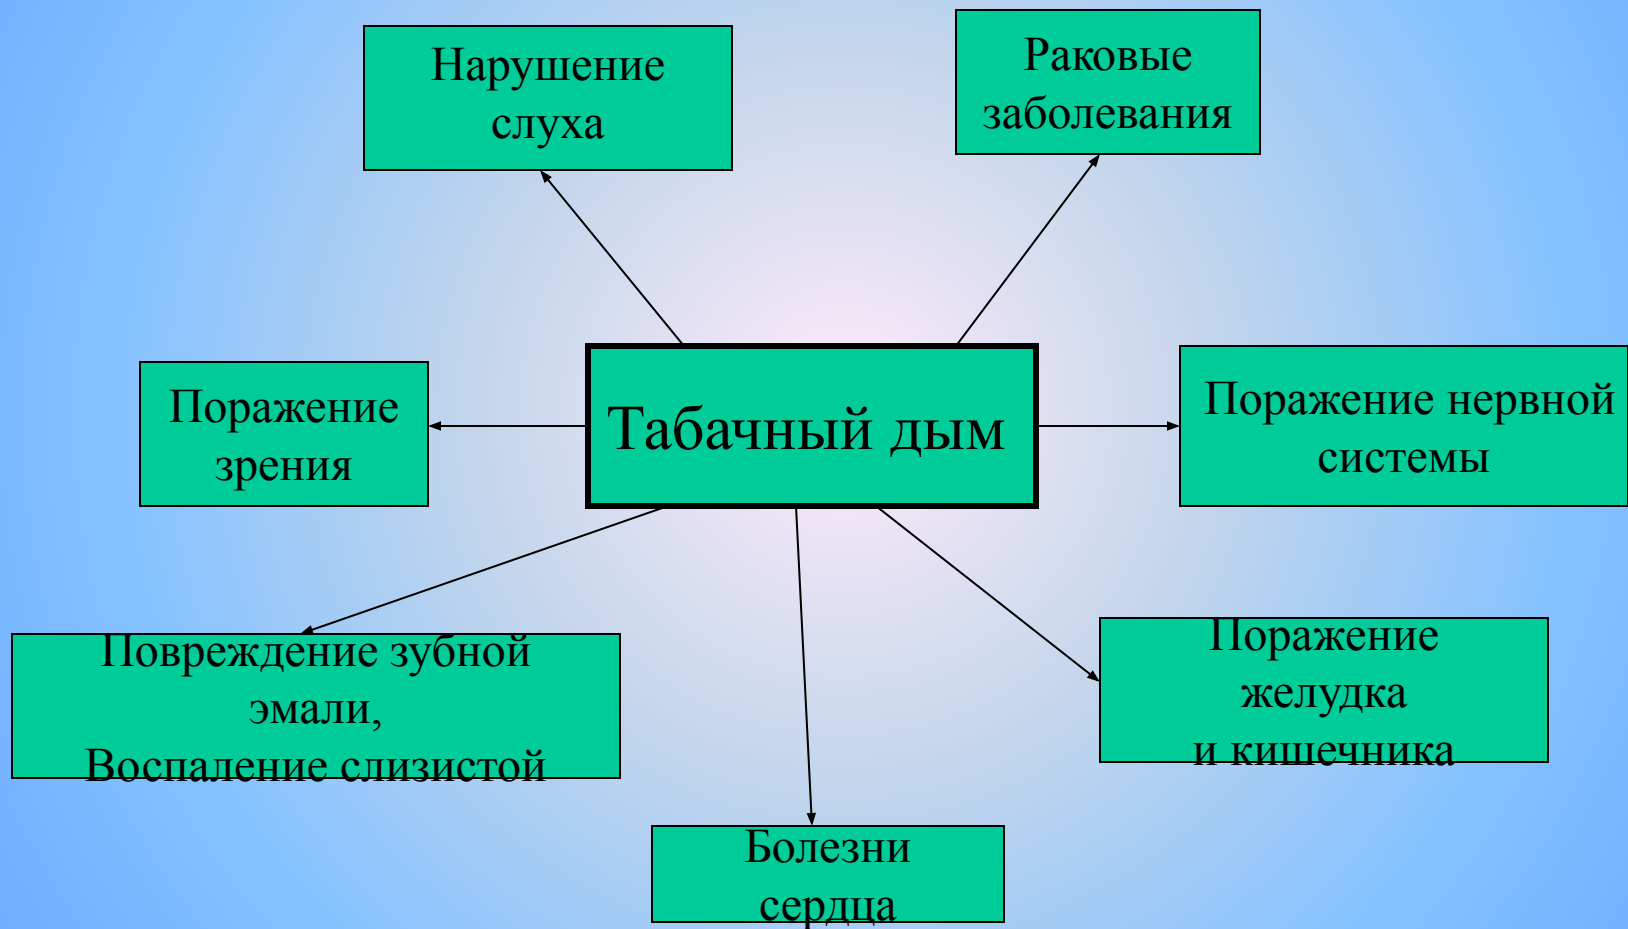 Нарушение
слуха
Раковые
заболевания
Поражение
зрения
Табачный дым
Поражение нервной
системы
Повреждение зубной
эмали,
Воспаление слизистой
Поражение
желудка
и кишечника
Болезни
сердца